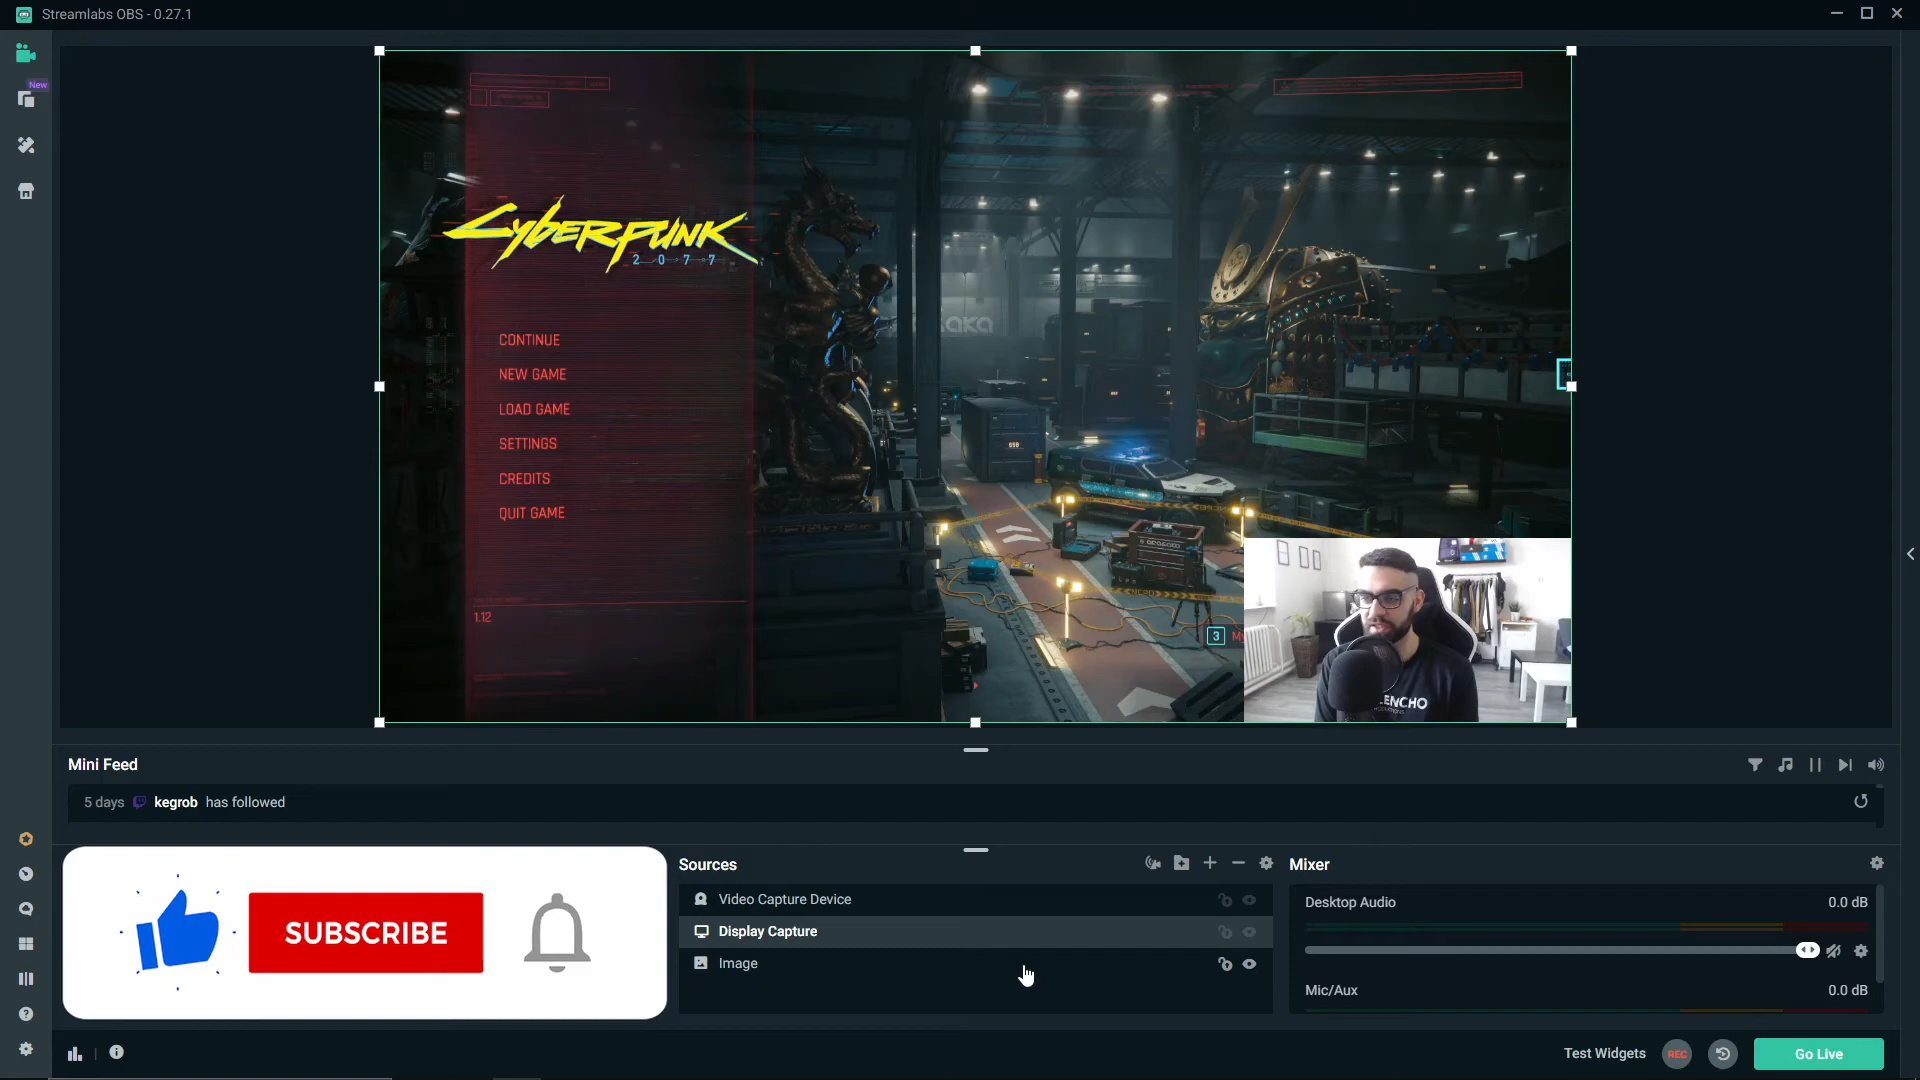 Streamlabs OBS - 0.27.1
New
CYBERPUNK
2077
CONTINUE
NEW GAME
LOAD GAME
SETTINGS
CREDITS
QUIT GAME
1.12
3 My
ENCHO
Mini Feed
5 days kegrob has followed
SUBSCRIBE
Sources
Video Capture Device
Display Capture
Image
Mixer
Desktop Audio 0.0 dB
Mic/Aux 0.0 dB
Test Widgets
REC
Go Live